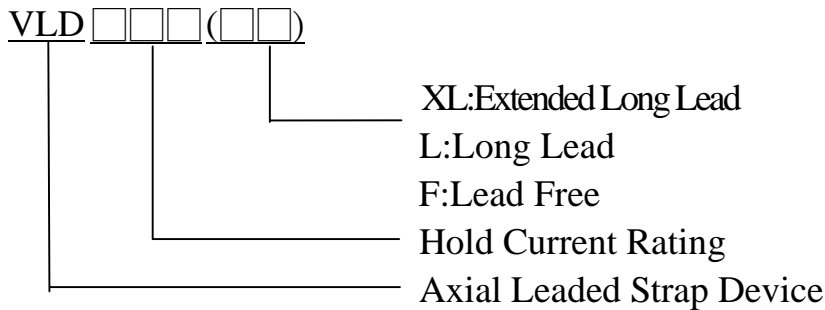 VLD □□□(□□)
XL:Extended Long Lead
L:Long Lead
F:Lead Free
Hold Current Rating
Axial Leaded Strap Device